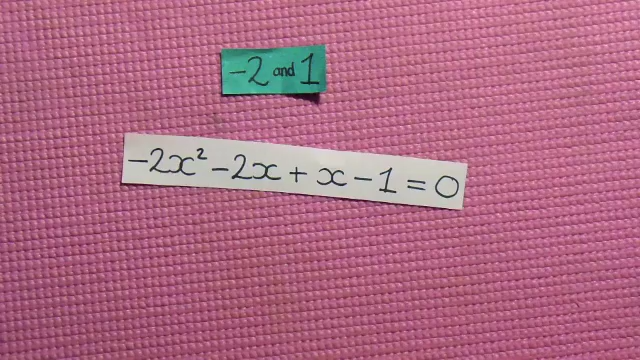 -2 and 1
-2x² - 2x + x - 1 = 0